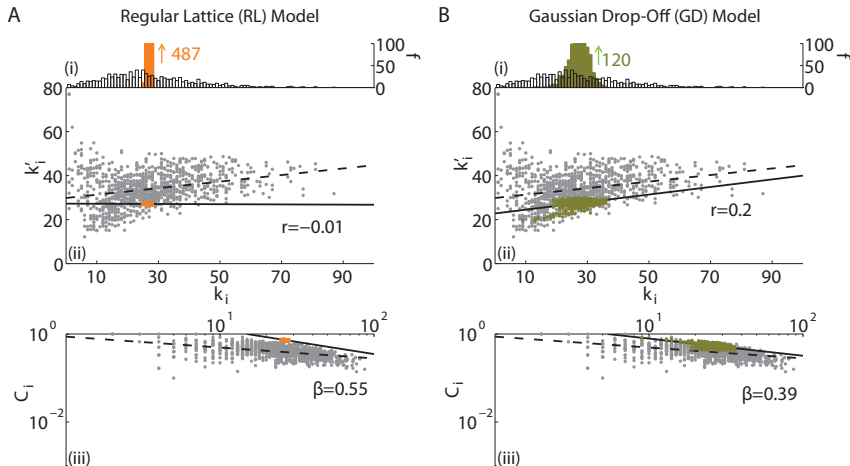 A
Regular Lattice (RL) Model
(i)
487
100
50
0
f
80
60
40
20
0
k'i
r=−0.01
(ii)
10 30 50 70 90
ki
10^1 10^2
10^0
10^−2
Ci
β=0.55
(iii)
B
Gaussian Drop-Off (GD) Model
(i)
120
100
50
0
f
80
60
40
20
0
k'i
r=0.2
(ii)
10 30 50 70 90
ki
10^1 10^2
10^0
10^−2
Ci
β=0.39
(iii)